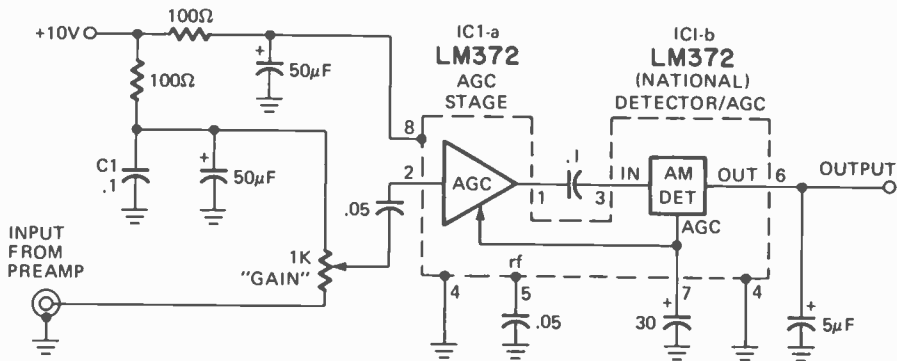 +10V
100Ω
100Ω
50µF
C1
.1
50µF
INPUT
FROM
PREAMP
1K
"GAIN"
.05
IC1-a
LM372
AGC
STAGE
8
2
AGC
1
.1
3
ICI-b
LM372
(NATIONAL)
DETECTOR/AGC
IN
AM
DET
OUT
6
OUTPUT
AGC
4
rf
5
.05
7
30
4
5µF
+
+
+
+